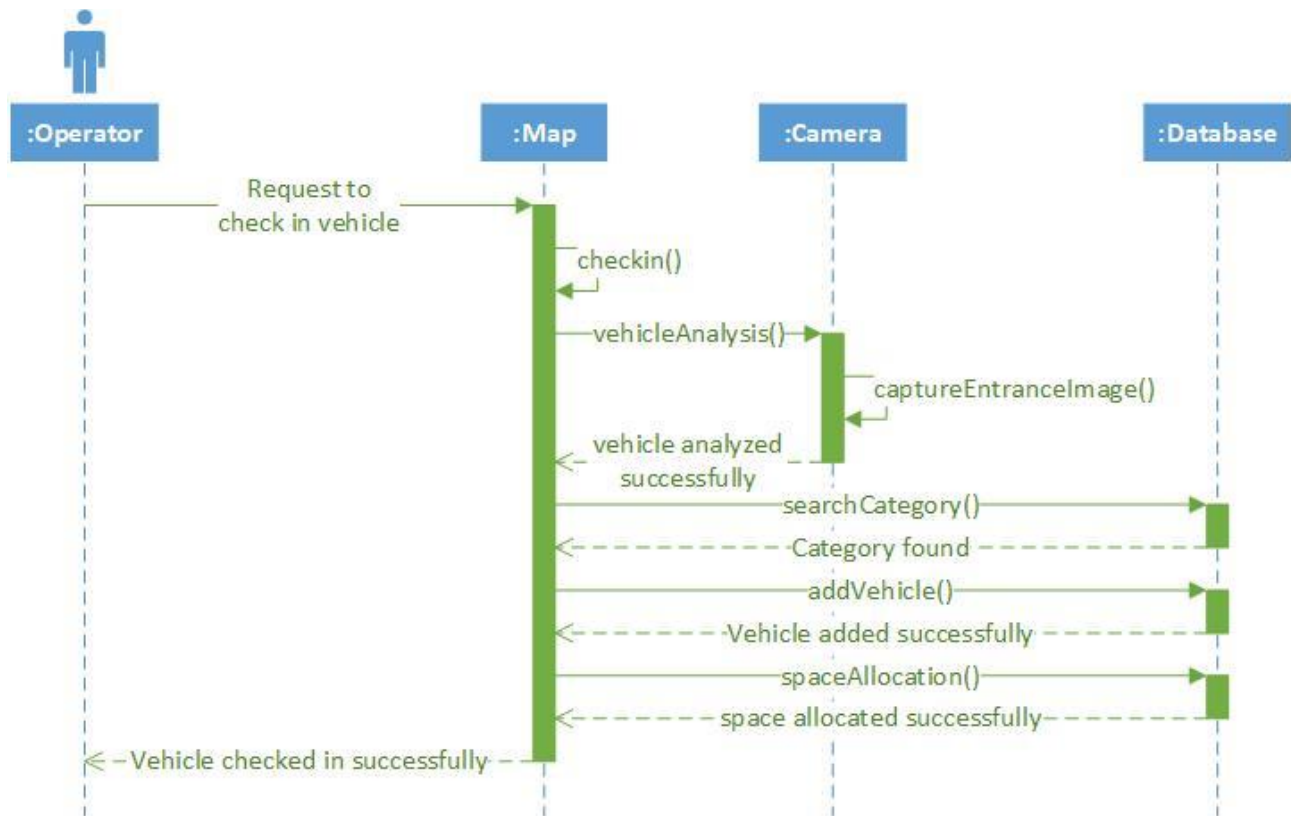 :Operator
:Map
:Camera
:Database
Request to
check in vehicle
checkin()
vehicleAnalysis()
captureEntranceImage()
vehicle analyzed
successfully
searchCategory()
Category found
addVehicle()
Vehicle added successfully
spaceAllocation()
space allocated successfully
Vehicle checked in successfully